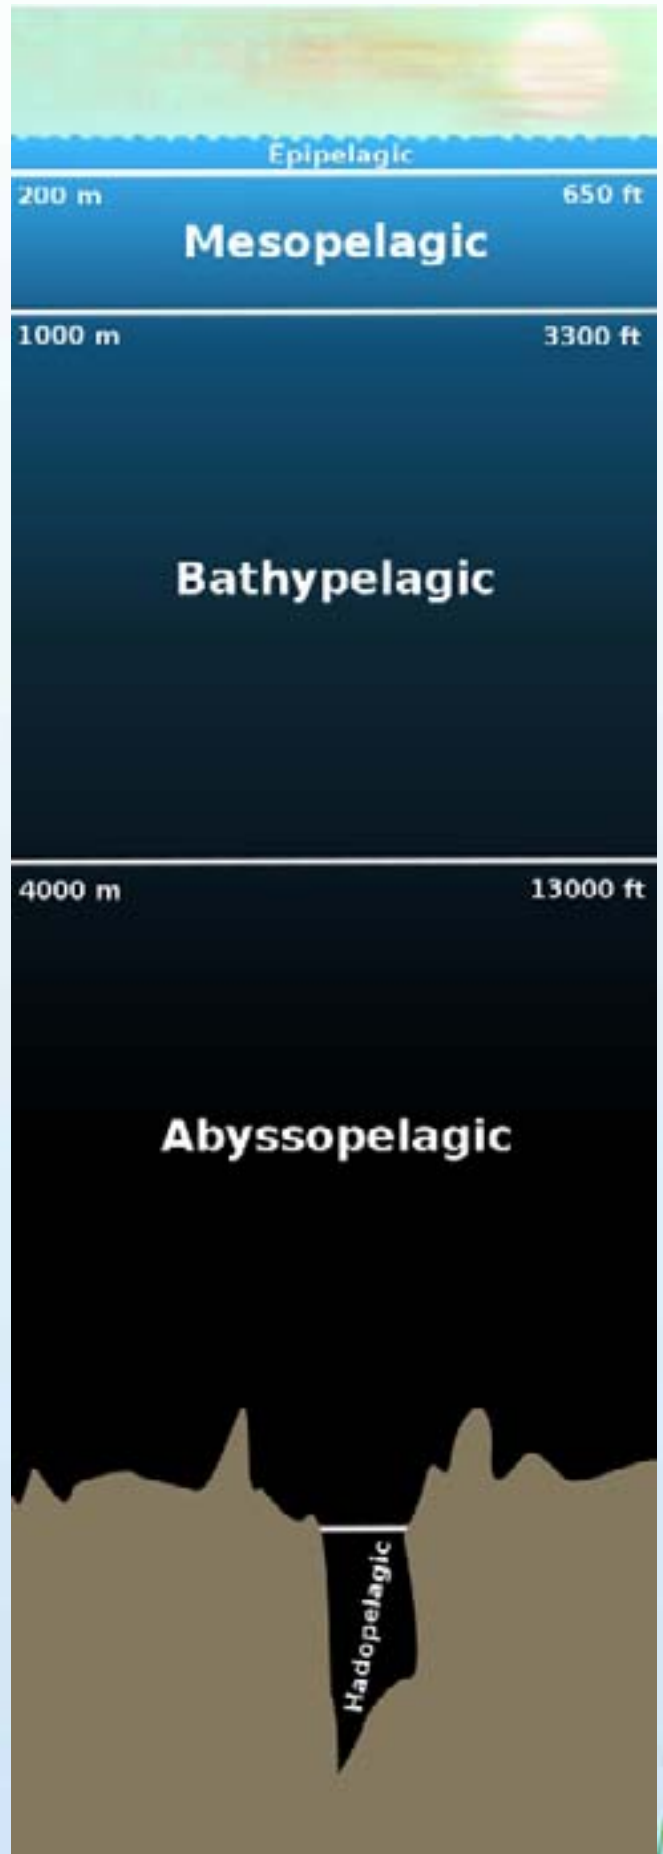 Epipelagic
200 m 650 ft
Mesopelagic
1000 m 3300 ft
Bathypelagic
4000 m 13000 ft
Abyssopelagic
Hadopelagic